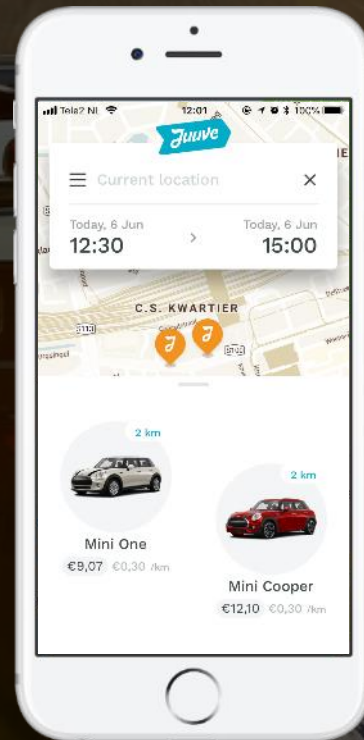 Tele2 NL 12:01 100%
Juuve
Current location
Today, 6 Jun Today, 6 Jun
12:30 > 15:00
C.S. KWARTIER
S100
2 km
Mini One
€9,07 €0,30 /km
2 km
Mini Cooper
€12,10 €0,30 /km